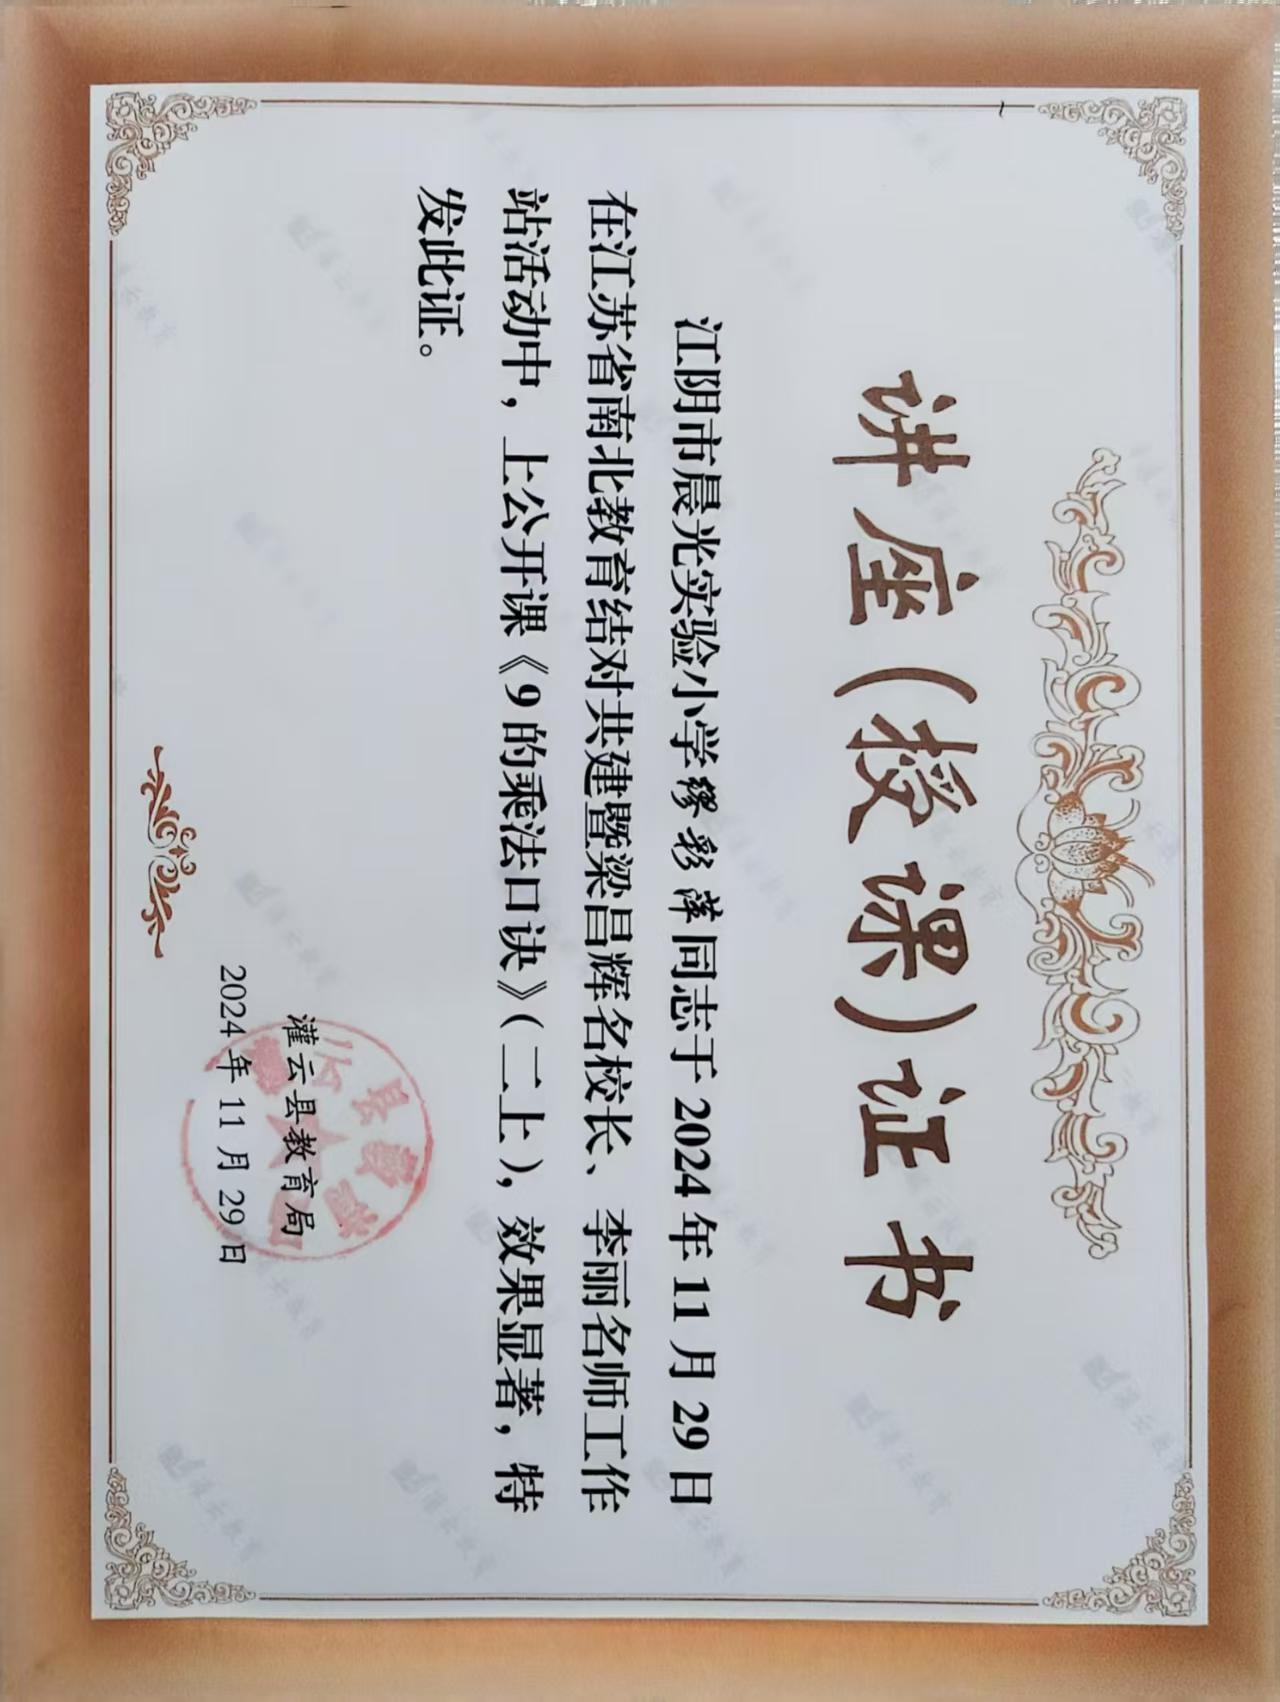 讲座(授课)证书
江阴市晨光实验小学缪彩萍同志于2024年11月29日
在江苏省南北教育结对共建暨梁昌辉名校长、李丽名师工作
站活动中，上公开课《9的乘法口诀》(二上)，效果显著，特
发此证。
灌云县教育局
2024年11月29日